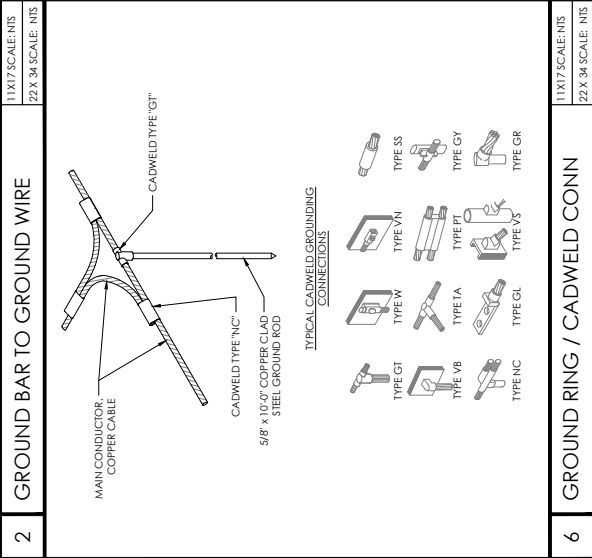 2
GROUND BAR TO GROUND WIRE
11X17 SCALE: NTS
22 X 34 SCALE: NTS
MAIN CONDUCTOR,
COPPER CABLE
CADWELD TYPE "GT"
CADWELD TYPE "NC"
5/8" x 10'-0" COPPER CLAD
STEEL GROUND ROD
TYPICAL CADWELD GROUNDING
CONNECTIONS
TYPE GT
TYPE W
TYPE VN
TYPE SS
TYPE VB
TYPE TA
TYPE PT
TYPE GY
TYPE NC
TYPE GL
TYPE VS
TYPE GR
6
GROUND RING / CADWELD CONN
11X17 SCALE: NTS
22 X 34 SCALE: NTS